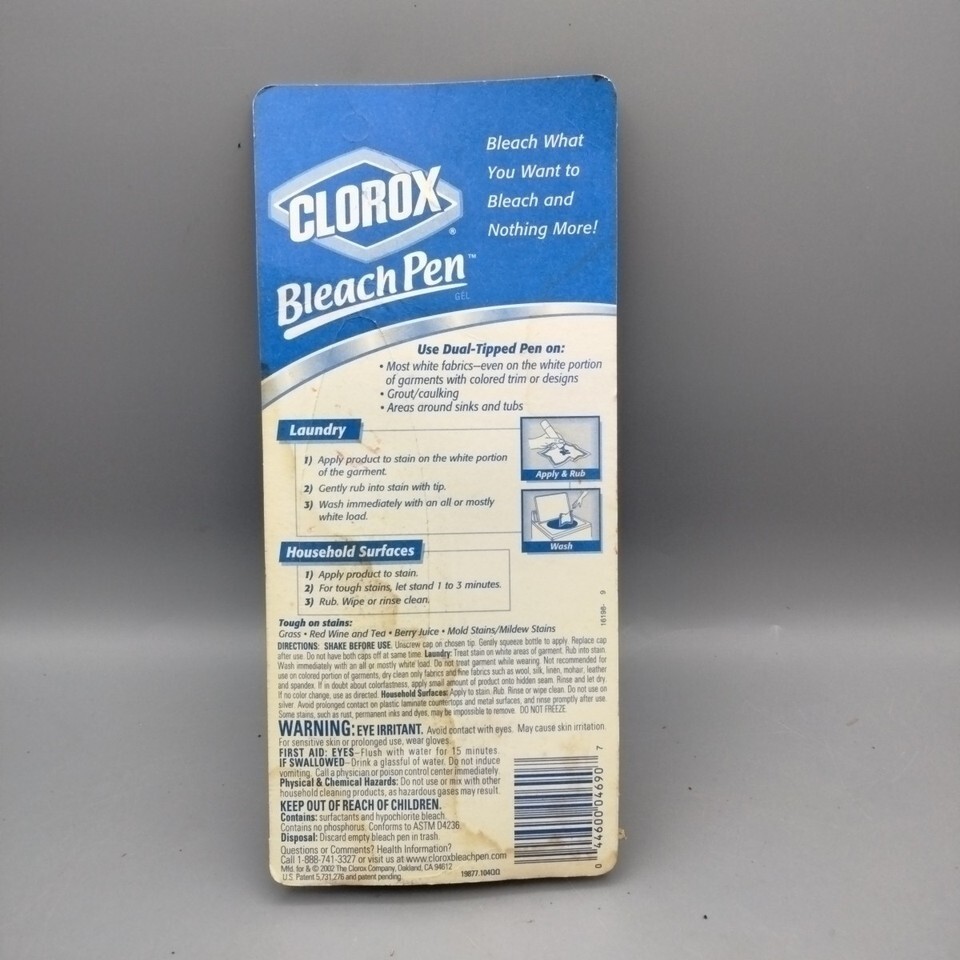 Bleach What
You Want to
Bleach and
Nothing More!
CLOROX®
Bleach Pen™
GEL
Use Dual-Tipped Pen on:
• Most white fabrics—even on the white portion
of garments with colored trim or designs
• Grout/caulking
• Areas around sinks and tubs
Laundry
1) Apply product to stain on the white portion
of the garment.
2) Gently rub into stain with tip.
3) Wash immediately with an all or mostly
white load.
Apply & Rub
Wash
Household Surfaces
1) Apply product to stain.
2) For tough stains, let stand 1 to 3 minutes.
3) Rub. Wipe or rinse clean.
16198- 9
Tough on stains:
Grass • Red Wine and Tea • Berry Juice • Mold Stains/Mildew Stains
DIRECTIONS: SHAKE BEFORE USE. Unscrew cap on chosen tip. Gently squeeze bottle to apply. Replace cap
after use. Do not have both caps off at same time. Laundry: Treat stain on white areas of garment. Rub into stain.
Wash immediately with an all or mostly white load. Do not treat garment while wearing. Not recommended for
use on colored portion of garments, dry clean only fabrics and fine fabrics such as wool, silk, linen, mohair, leather
and spandex. If in doubt about colorfastness, apply small amount of product onto hidden seam. Rinse and let dry.
If no color change, use as directed. Household Surfaces: Apply to stain. Rub. Rinse or wipe clean. Do not use on
silver. Avoid prolonged contact on plastic laminate countertops and metal surfaces, and rinse promptly after use.
Some stains, such as rust, permanent inks and dyes, may be impossible to remove. DO NOT FREEZE.
WARNING: EYE IRRITANT. Avoid contact with eyes. May cause skin irritation.
For sensitive skin or prolonged use, wear gloves.
FIRST AID: EYES—Flush with water for 15 minutes.
IF SWALLOWED—Drink a glassful of water. Do not induce
vomiting. Call a physician or poison control center immediately.
Physical & Chemical Hazards: Do not use or mix with other
household cleaning products, as hazardous gases may result.
KEEP OUT OF REACH OF CHILDREN.
Contains: surfactants and hypochlorite bleach.
Contains no phosphorus. Conforms to ASTM D4236.
Disposal: Discard empty bleach pen in trash.
Questions or Comments? Health Information?
Call 1-888-741-3327 or visit us at www.cloroxbleachpen.com
Mfd. for & © 2002 The Clorox Company, Oakland, CA 94612
U.S. Patent 5,731,276 and patent pending.
19877.104QQ
0 44600 04690 7